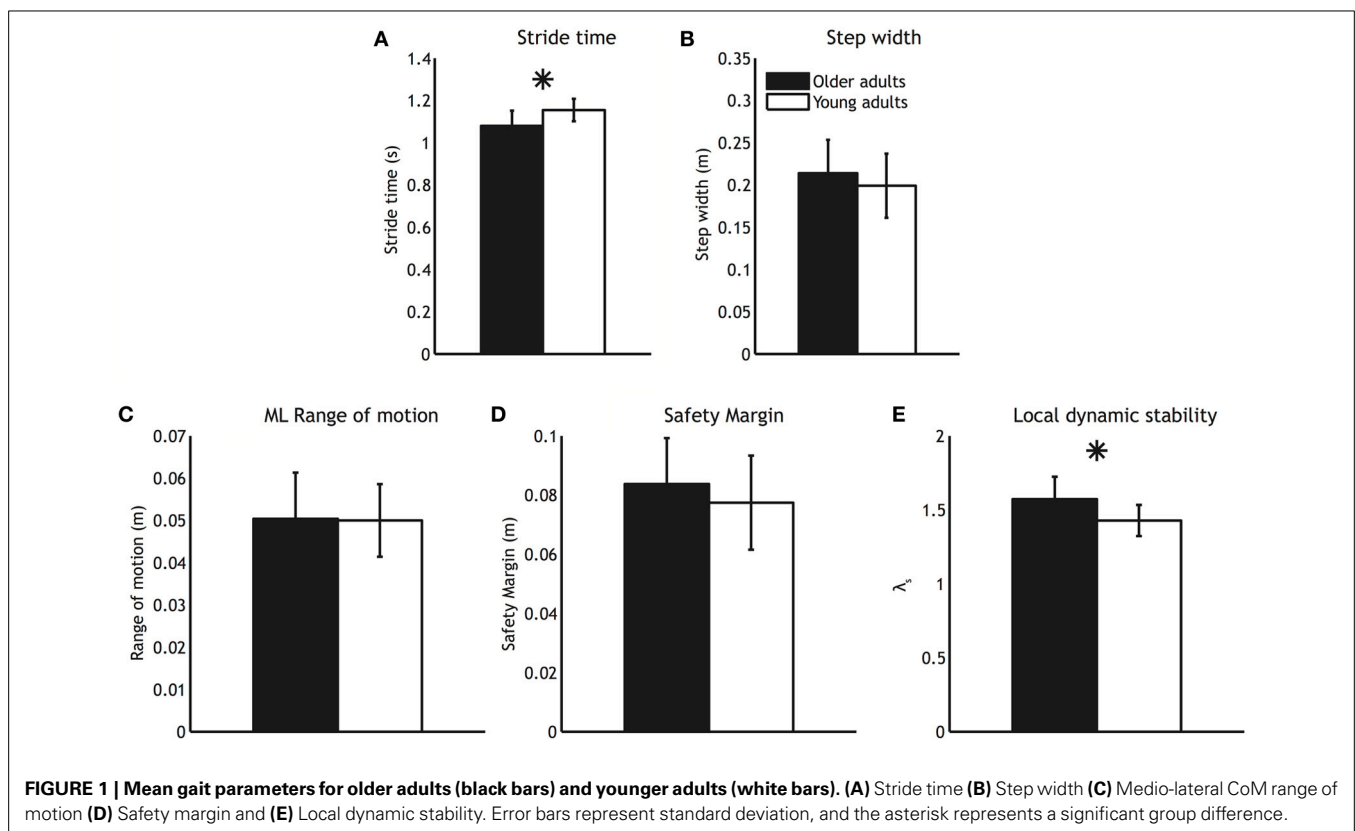 A
Stride time
1.4
1.2
1
0.8
0.6
0.4
0.2
0
Stride time (s)
*
B
Step width
0.35
0.3
0.25
0.2
0.15
0.1
0.05
0
Step width (m)
Older adults
Young adults
C
ML Range of motion
0.07
0.06
0.05
0.04
0.03
0.02
0.01
0
Range of motion (m)
D
Safety Margin
0.1
0.08
0.06
0.04
0.02
0
Safety Margin (m)
E
Local dynamic stability
2
1.5
1
0.5
0
λs
*
FIGURE 1 | Mean gait parameters for older adults (black bars) and younger adults (white bars). (A) Stride time (B) Step width (C) Medio-lateral CoM range of
motion (D) Safety margin and (E) Local dynamic stability. Error bars represent standard deviation, and the asterisk represents a significant group difference.